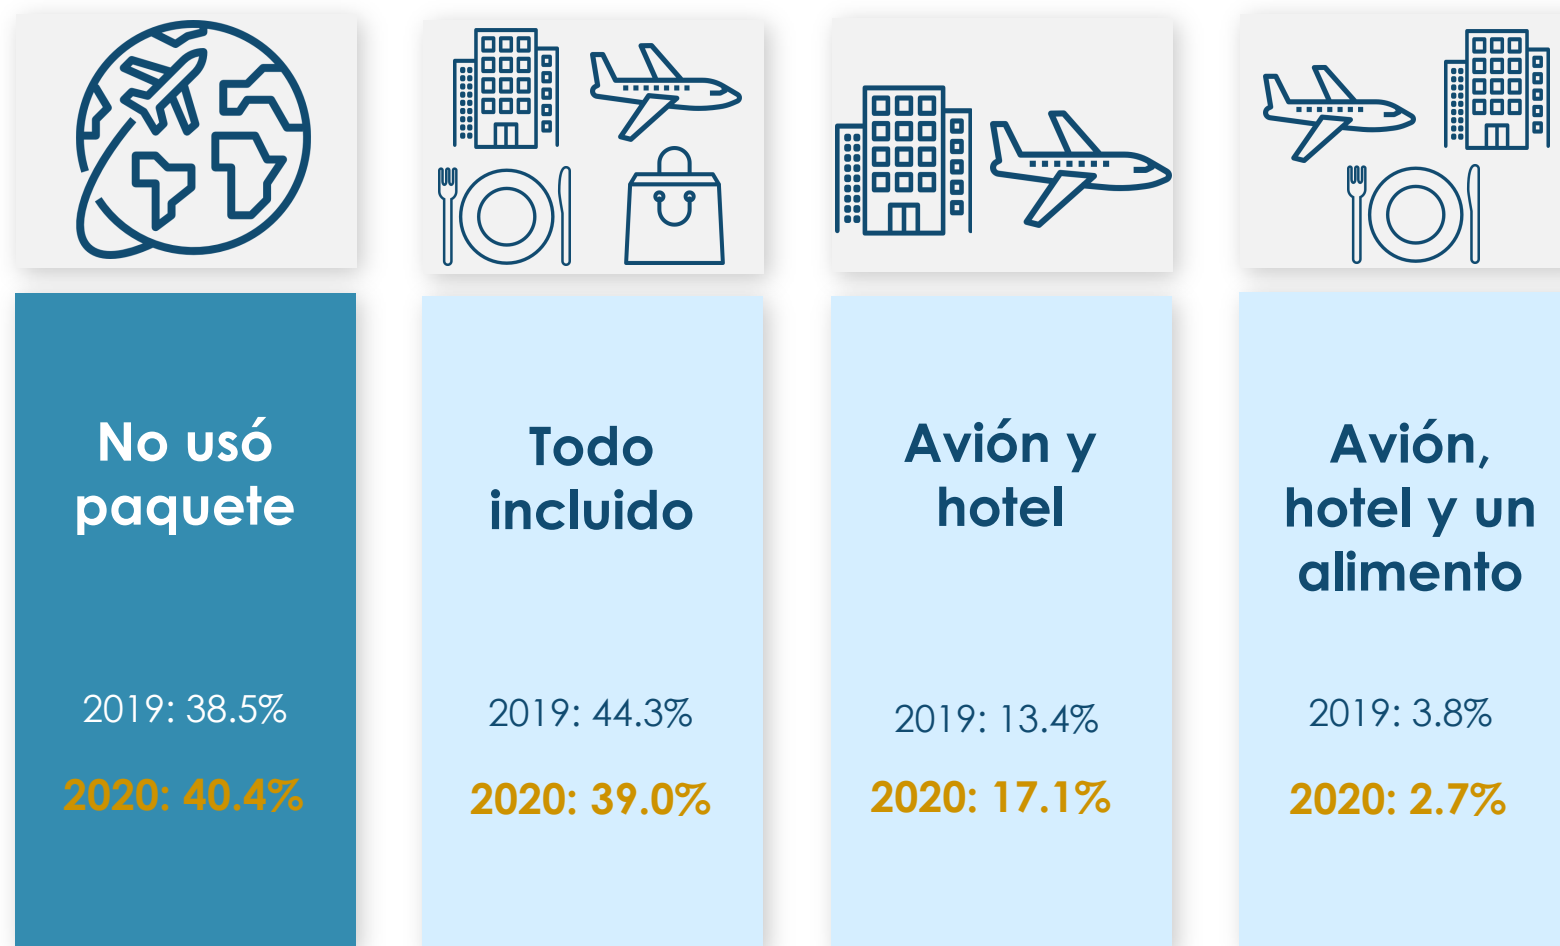 No usó
paquete
2019: 38.5%
2020: 40.4%
Todo
incluido
2019: 44.3%
2020: 39.0%
Avión y
hotel
2019: 13.4%
2020: 17.1%
Avión,
hotel y un
alimento
2019: 3.8%
2020: 2.7%